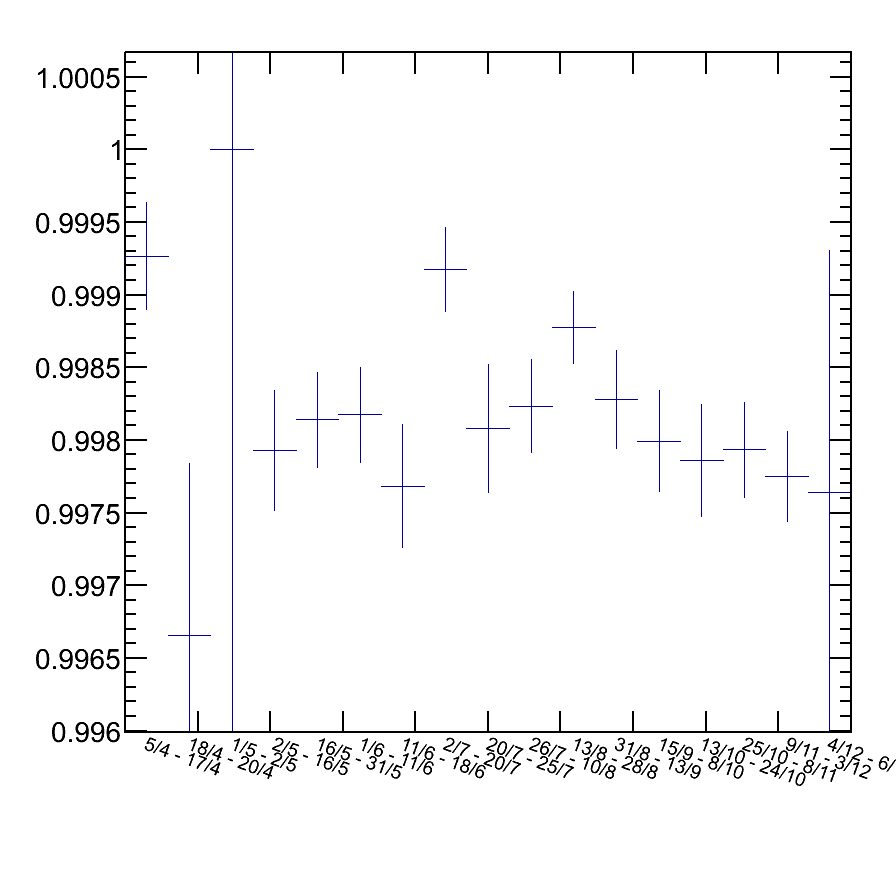 1.0005
1
0.9995
0.999
0.9985
0.998
0.9975
0.997
0.9965
0.996
5/4 - 17/4
18/4 - 20/4
1/5 - 2/5
2/5 - 16/5
16/5 - 31/5
1/6 - 11/6
11/6 - 18/6
2/7 - 20/7
20/7 - 25/7
26/7 - 10/8
13/8 - 28/8
31/8 - 13/9
15/9 - 8/10
13/10 - 24/10
25/10 - 8/11
9/11 - 3/12
4/12 - 6/